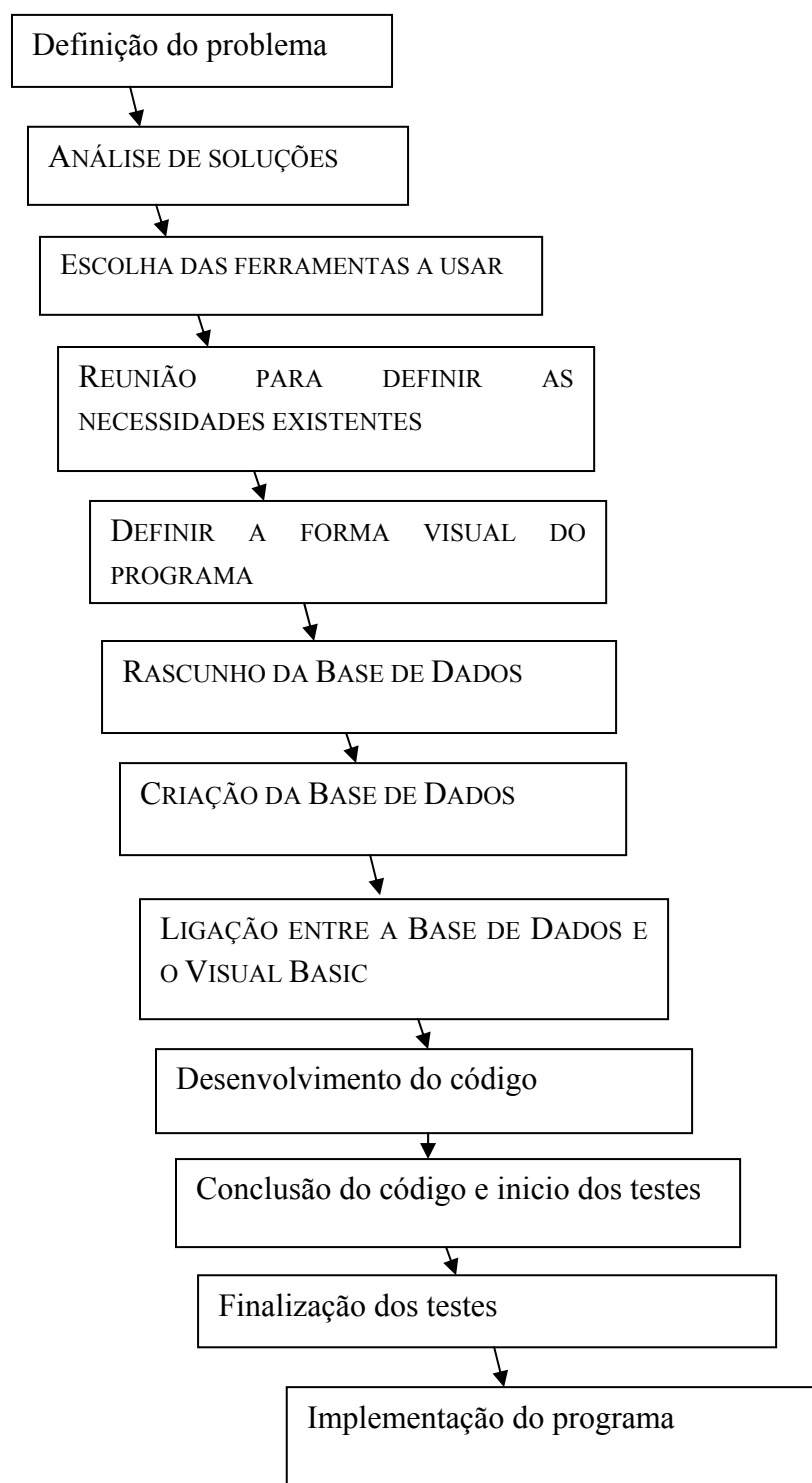 Definição do problema
ANÁLISE DE SOLUÇÕES
ESCOLHA DAS FERRAMENTAS A USAR
REUNIÃO PARA DEFINIR AS
NECESSIDADES EXISTENTES
DEFINIR A FORMA VISUAL DO
PROGRAMA
RASCUNHO DA BASE DE DADOS
CRIAÇÃO DA BASE DE DADOS
LIGAÇÃO ENTRE A BASE DE DADOS E
O VISUAL BASIC
Desenvolvimento do código
Conclusão do código e inicio dos testes
Finalização dos testes
Implementação do programa